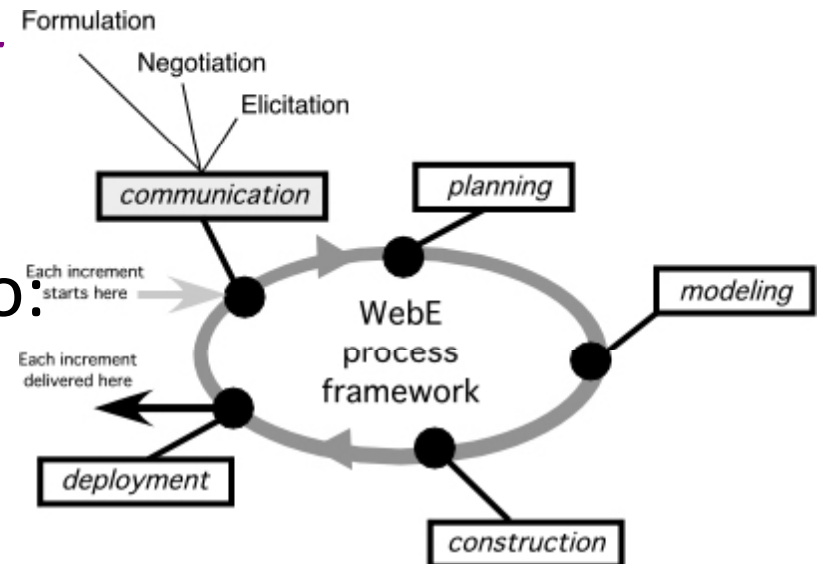 Formulation
Negotiation
Elicitation
communication
planning
Each increment
starts here
o:
WebE
process
framework
modeling
Each increment
delivered here
deployment
construction